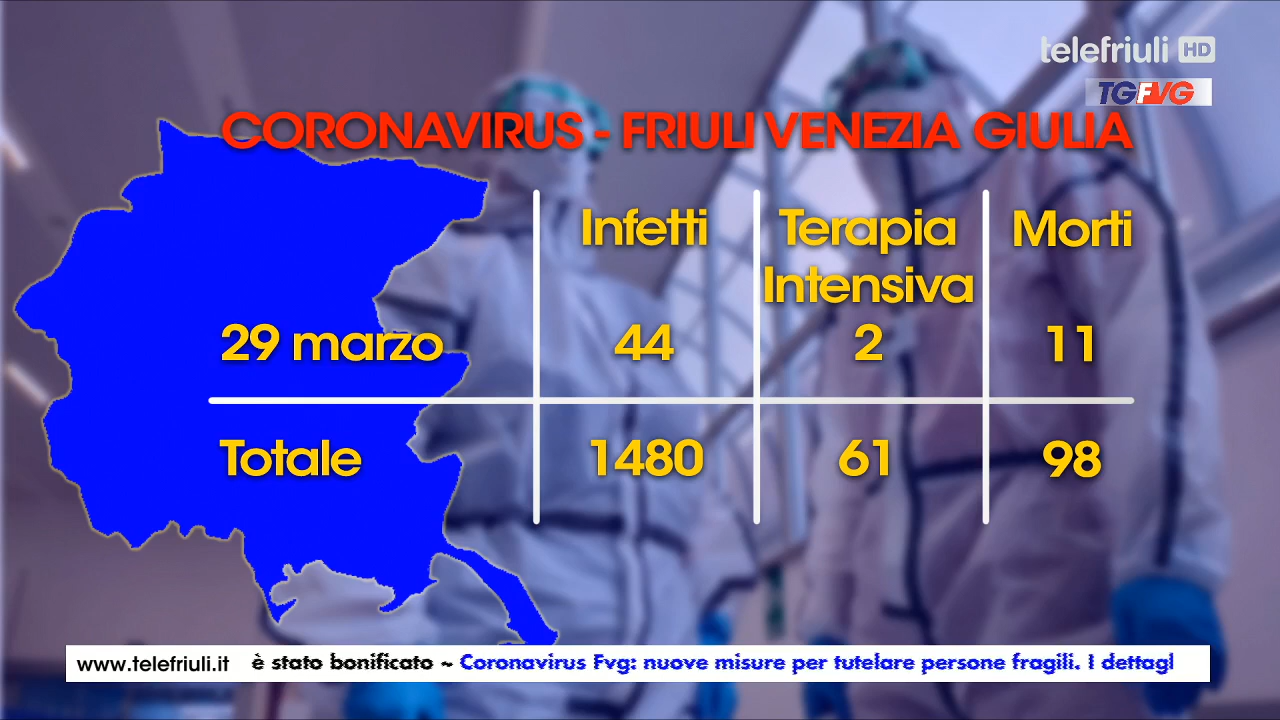 telefriuli HD
TGFVG
CORONAVIRUS - FRIULI VENEZIA GIULIA
Infetti
Terapia
Intensiva
Morti
29 marzo
44
2
11
Totale
1480
61
98
www.telefriuli.it
è stato bonificato ~ Coronavirus Fvg: nuove misure per tutelare persone fragili. I dettagl